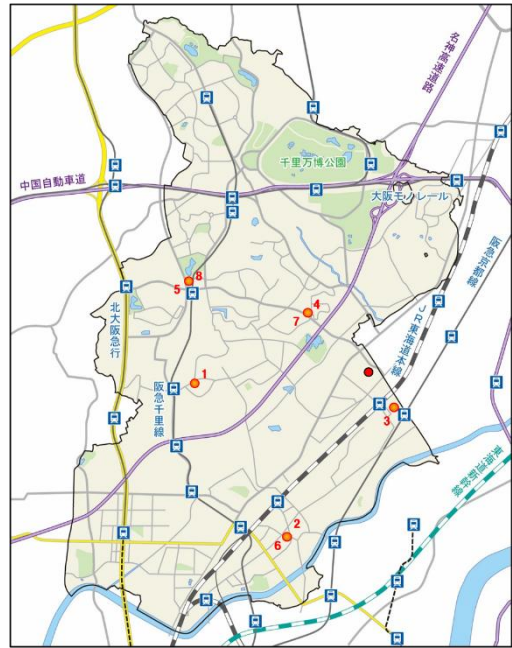 名神高速道路
千里万博公園
中国自動車道
大阪モノレール
阪急京都線
8
5
4
7
北大阪急行
JR東海道本線
1
阪急千里線
3
東海道新幹線
2
6